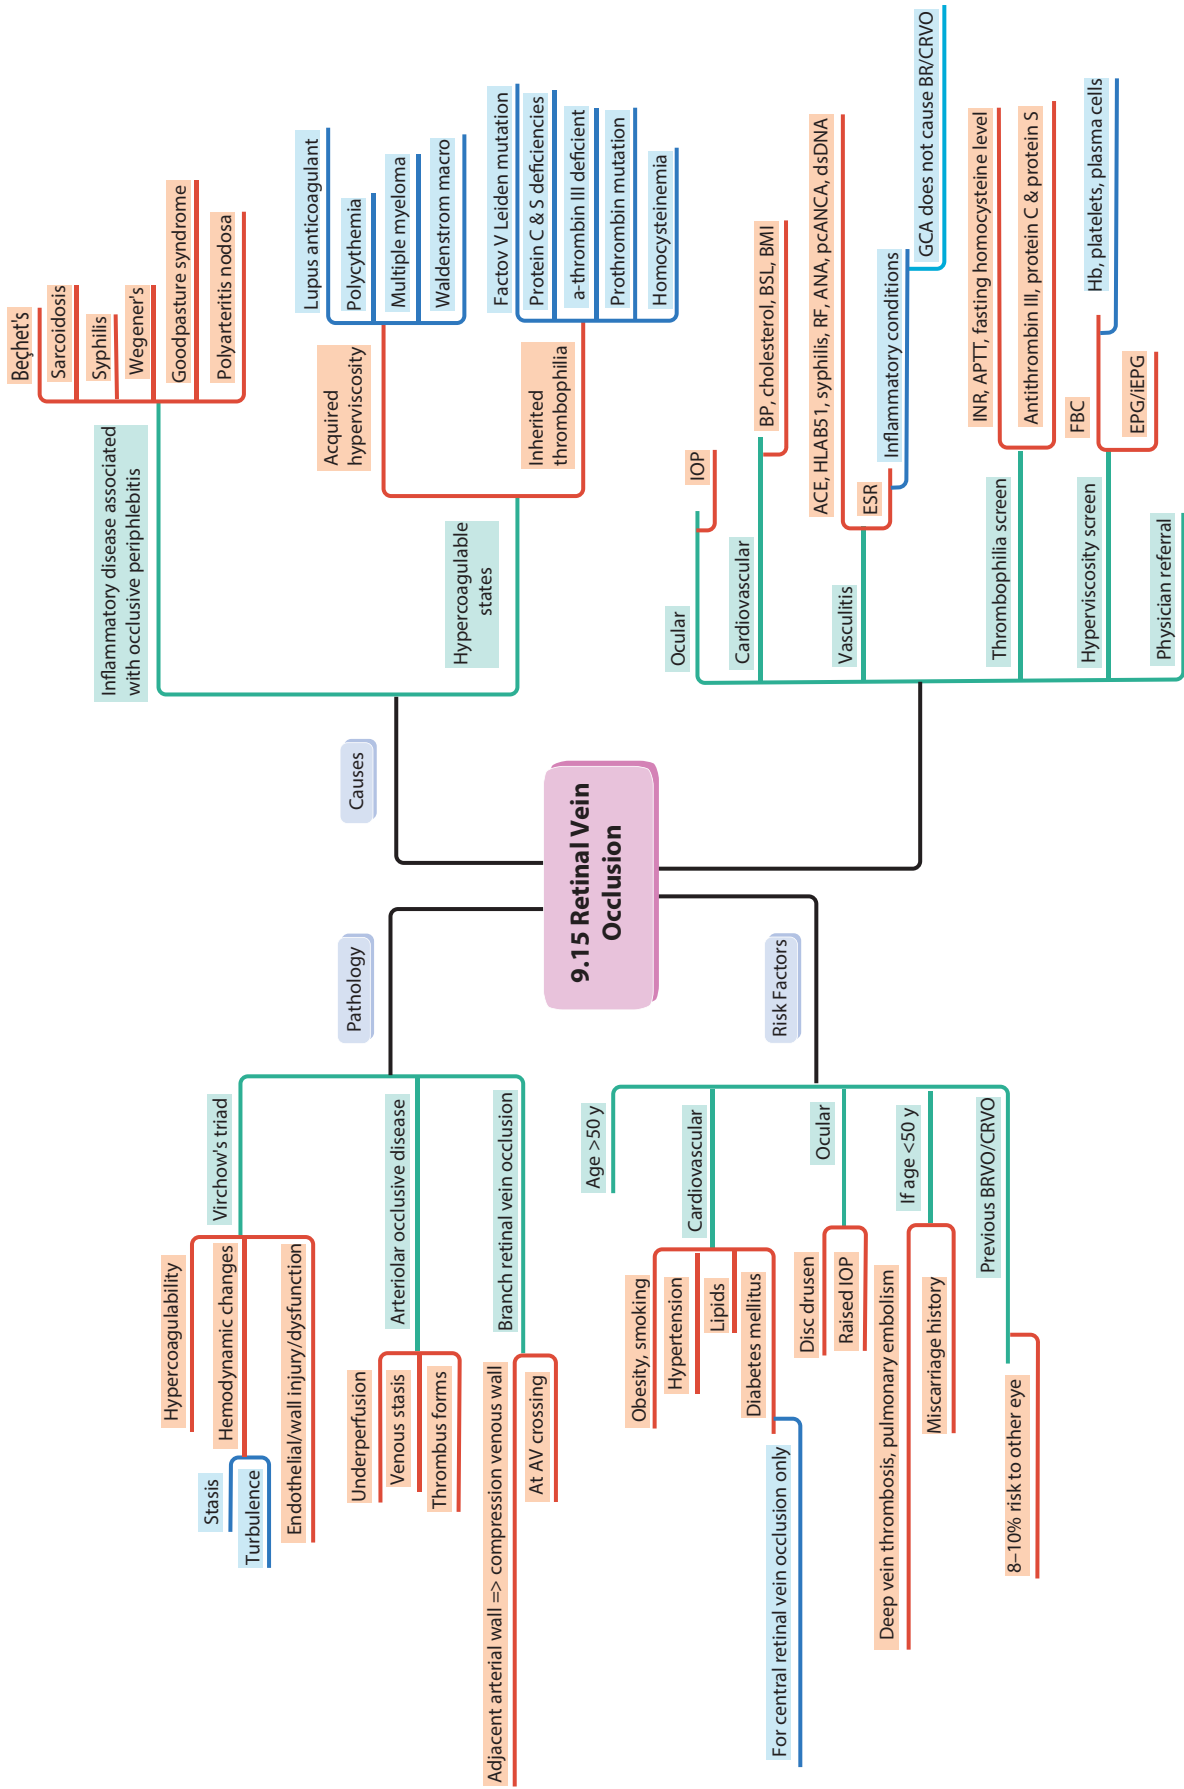 9.15 Retinal Vein
Occlusion
Pathology
Virchow's triad
Hypercoagulability
Hemodynamic changes
Stasis
Turbulence
Endothelial/wall injury/dysfunction
Arteriolar occlusive disease
Underperfusion
Venous stasis
Thrombus forms
Branch retinal vein occlusion
Adjacent arterial wall => compression venous wall
At AV crossing
Risk Factors
Age >50 y
Cardiovascular
Obesity, smoking
Hypertension
Lipids
Diabetes mellitus
For central retinal vein occlusion only
Ocular
Disc drusen
Raised IOP
If age <50 y
Deep vein thrombosis, pulmonary embolism
Miscarriage history
Previous BRVO/CRVO
8–10% risk to other eye
Causes
Inflammatory disease associated
with occlusive periphlebitis
Beçhet's
Sarcoidosis
Syphilis
Wegener's
Goodpasture syndrome
Polyarteritis nodosa
Hypercoagulable
states
Acquired
hyperviscosity
Lupus anticoagulant
Polycythemia
Multiple myeloma
Waldenstrom macro
Inherited
thrombophilia
Factov V Leiden mutation
Protein C & S deficiencies
a-thrombin III deficient
Prothrombin mutation
Homocysteinemia
Ocular
IOP
Cardiovascular
BP, cholesterol, BSL, BMI
Vasculitis
ACE, HLAB51, syphilis, RF, ANA, pcANCA, dsDNA
ESR
Inflammatory conditions
GCA does not cause BR/CRVO
Thrombophilia screen
INR, APTT, fasting homocysteine level
Antithrombin III, protein C & protein S
Hyperviscosity screen
FBC
Hb, platelets, plasma cells
EPG/iEPG
Physician referral